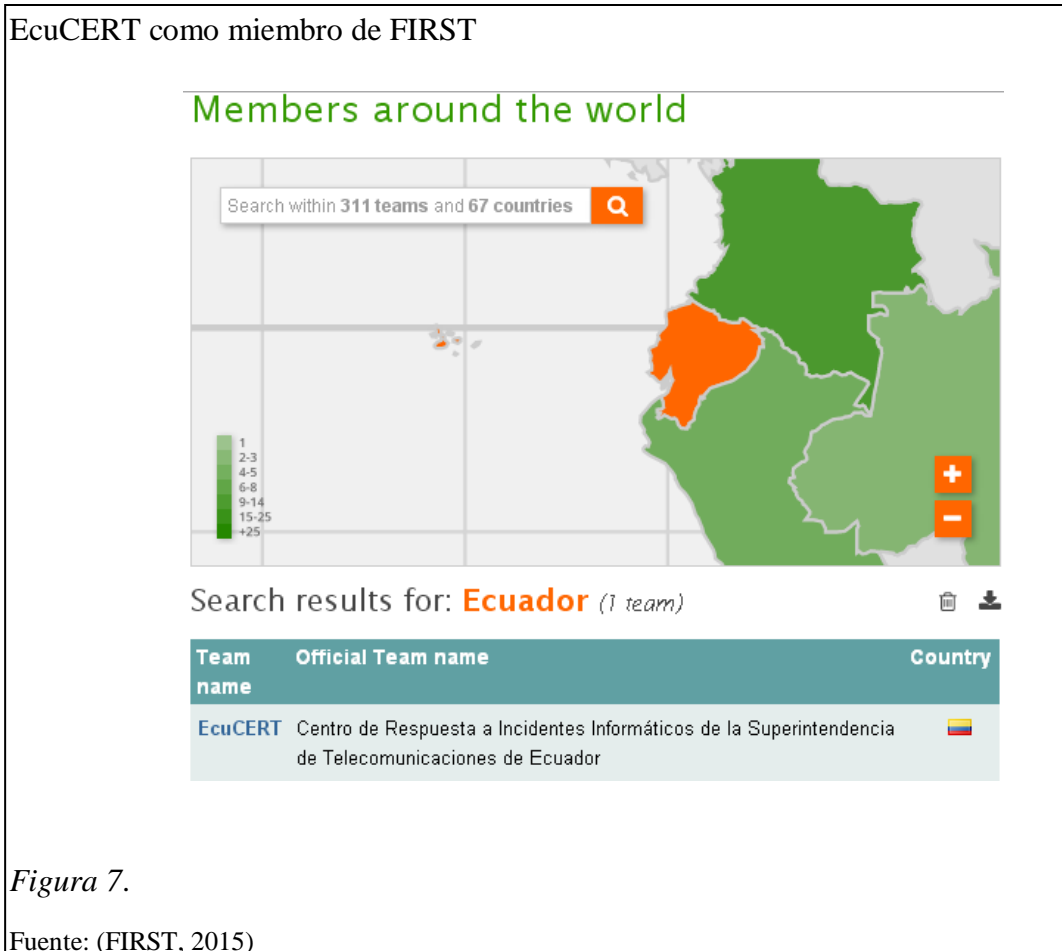 EcuCERT como miembro de FIRST
Members around the world
Search within 311 teams and 67 countries
1
2-3
4-5
6-8
9-14
15-25
+25
+
−
Search results for: Ecuador (1 team)
Team name
Official Team name
Country
EcuCERT
Centro de Respuesta a Incidentes Informáticos de la Superintendencia
de Telecomunicaciones de Ecuador
Figura 7.
Fuente: (FIRST, 2015)